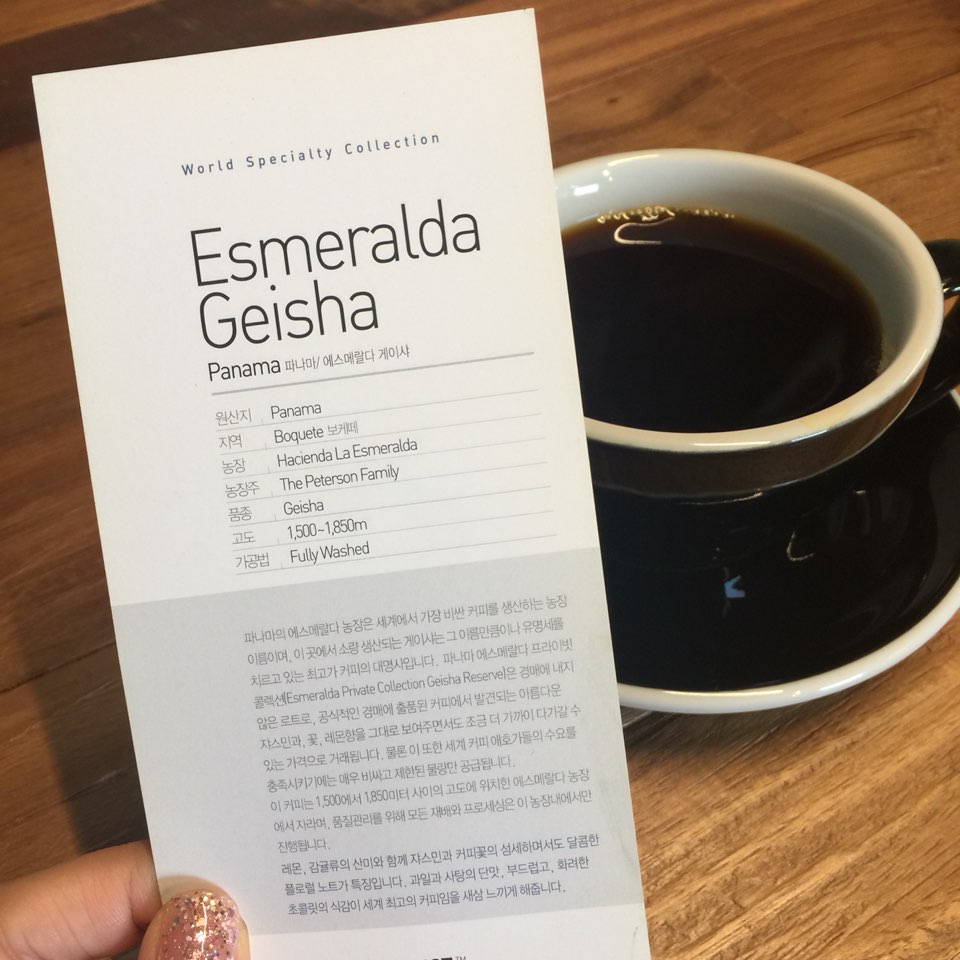 World Specialty Collection
Esmeralda
Geisha
Panama 파나마/ 에스메랄다 게이샤
원산지 Panama
지역 Boquete 보케떼
농장 Hacienda La Esmeralda
농장주 The Peterson Family
품종 Geisha
고도 1,500~1,850m
가공법 Fully Washed
파나마의 에스메랄다 농장은 세계에서 가장 비싼 커피를 생산하는 농장
이름이며, 이 곳에서 소량 생산되는 게이샤는 그 이름만큼이나 유명세를
치르고 있는 최고가 커피의 대명사입니다. 파나마 에스메랄다 프라이빗
콜렉션(Esmeralda Private Collection Geisha Reserve)은 경매에 내지
않은 로트로, 공식적인 경매에 출품된 커피에서 발견되는 아름다운
쟈스민과, 꽃, 레몬향을 그대로 보여주면서도 조금 더 가까이 다가갈 수
있는 가격으로 거래됩니다. 물론 이 또한 세계 커피 애호가들의 수요를
충족시키기에는 매우 비싸고 제한된 물량만 공급됩니다.
이 커피는 1,500에서 1,850미터 사이의 고도에 위치한 에스메랄다 농장
에서 자라며, 품질관리를 위해 모든 재배와 프로세싱은 이 농장내에서만
진행됩니다.
레몬, 감귤류의 산미와 함께 쟈스민과 커피꽃의 섬세하며서도 달콤한
플로럴 노트가 특징입니다. 과일과 사탕의 단맛, 부드럽고, 화려한
초콜릿의 식감이 세계 최고의 커피임을 새삼 느끼게 해줍니다.